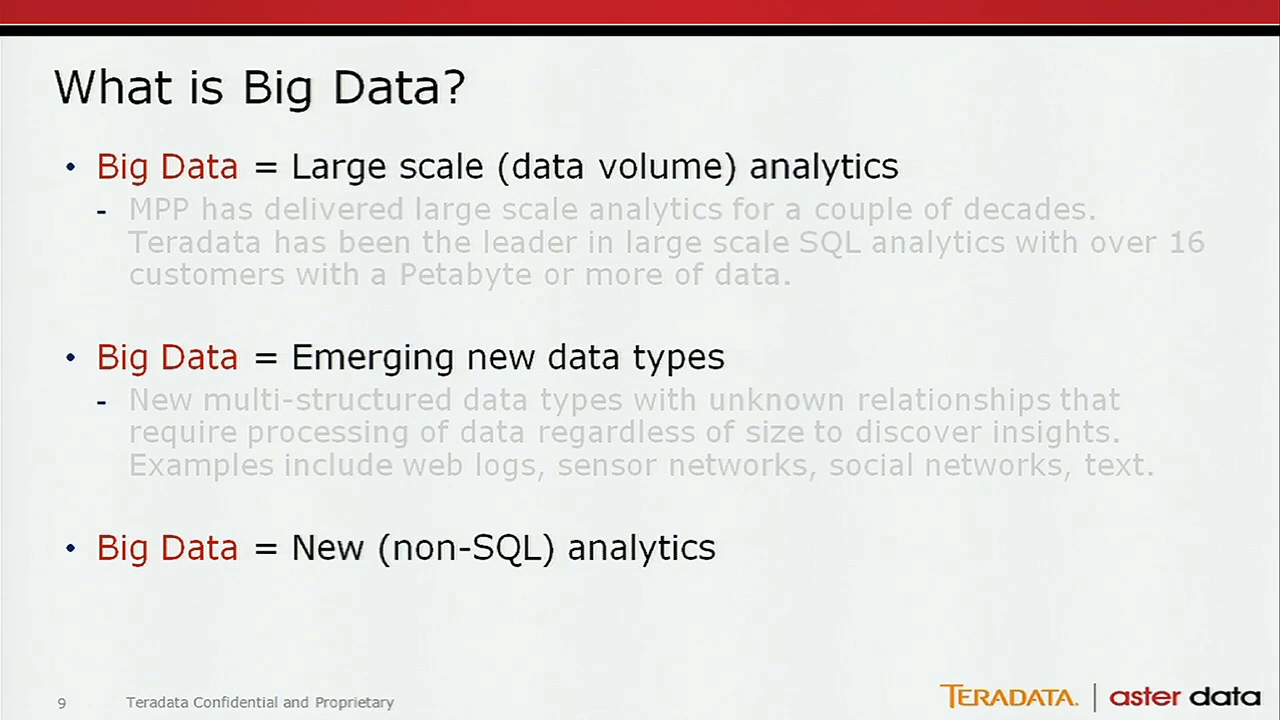 What is Big Data?
• Big Data = Large scale (data volume) analytics
- MPP has delivered large scale analytics for a couple of decades.
Teradata has been the leader in large scale SQL analytics with over 16
customers with a Petabyte or more of data.
• Big Data = Emerging new data types
- New multi-structured data types with unknown relationships that
require processing of data regardless of size to discover insights.
Examples include web logs, sensor networks, social networks, text.
• Big Data = New (non-SQL) analytics
9 Teradata Confidential and Proprietary
TERADATA. | aster data